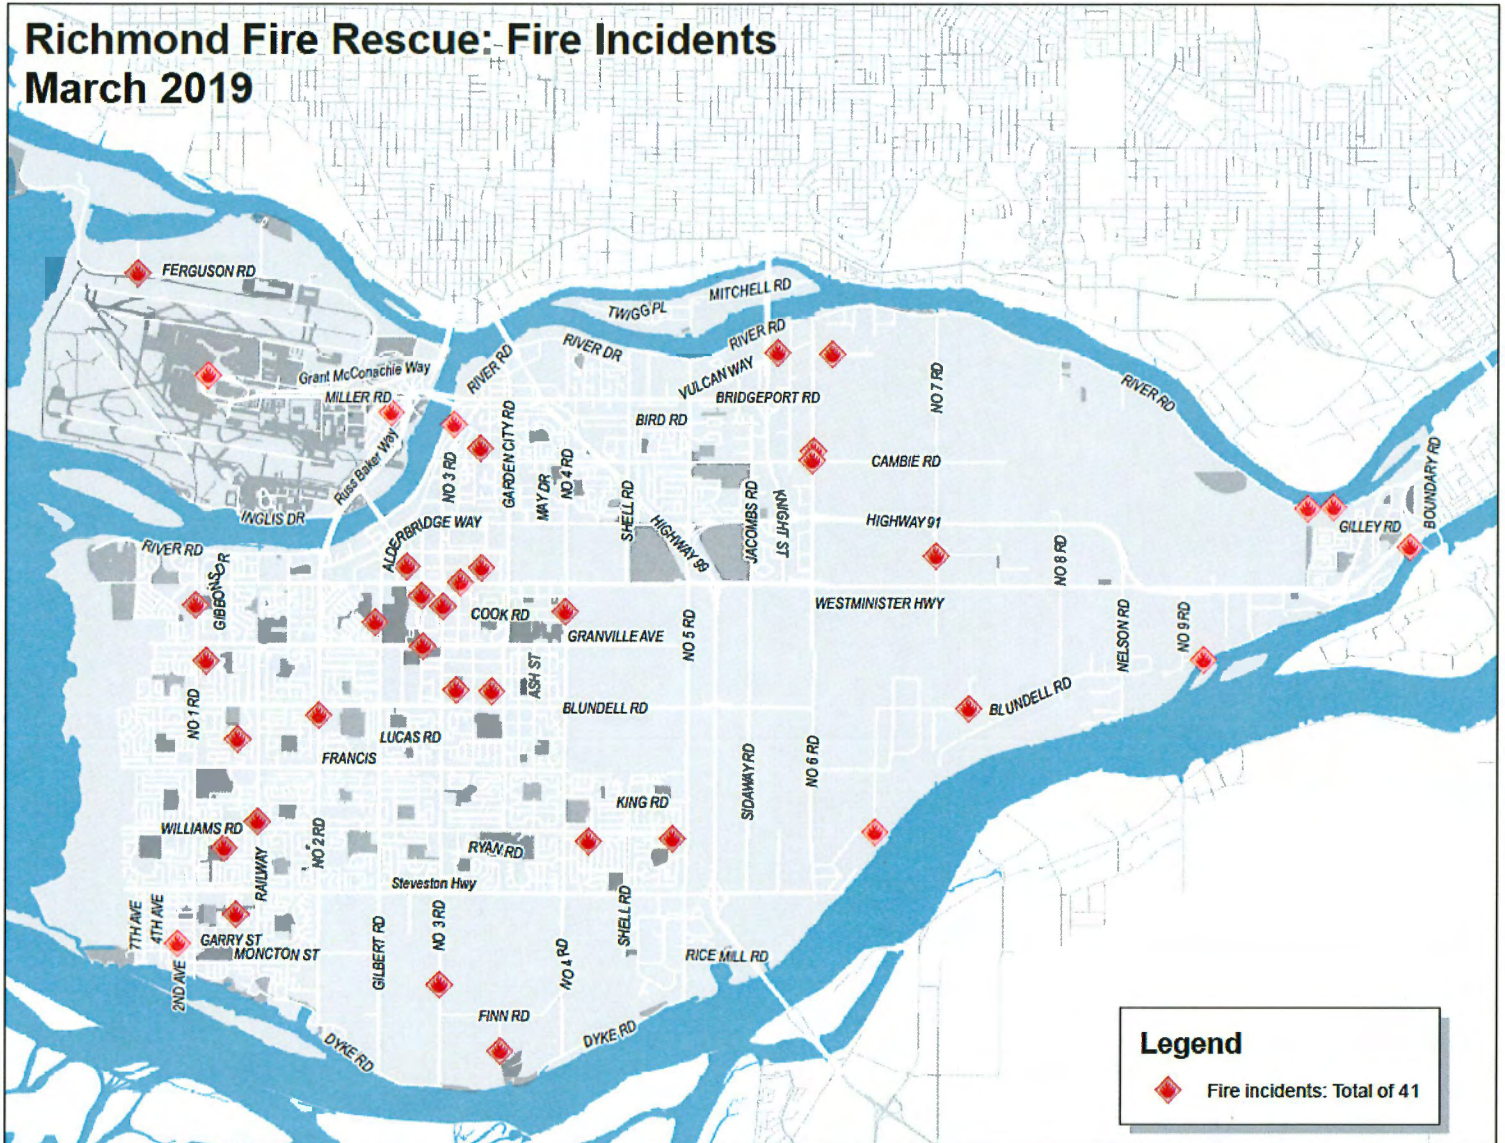 Richmond Fire Rescue: Fire Incidents
March 2019
FERGUSON RD
MITCHELL RD
TWIGG PL
RIVER RD
RIVER DR
RIVER RD
VULCAN WAY
BRIDGEPORT RD
Grant McConachie Way
MILLER RD
NO 7 RD
RIVER RD
BIRD RD
GARDEN CITY RD
Russ Baker Way
NO 3 RD
MAY DR
NO 4 RD
CAMBIE RD
BOUNDARY RD
INGLIS DR
ALDERBRIDGE WAY
SHELL RD
HIGHWAY 99
JACOMBS RD
KNIGHT ST
HIGHWAY 91
GILLEY RD
RIVER RD
GIBBONS DR
NO 8 RD
COOK RD
WESTMINISTER HWY
GRANVILLE AVE
NO 5 RD
NELSON RD
NO 9 RD
ASH ST
NO 1 RD
BLUNDELL RD
BLUNDELL RD
LUCAS RD
FRANCIS
SIDAWAY RD
NO 6 RD
KING RD
WILLIAMS RD
NO 2 RD
RYAN RD
RAILWAY
Steveston Hwy
7TH AVE
4TH AVE
GARRY ST
MONCTON ST
GILBERT RD
NO 3 RD
SHELL RD
NO 4 RD
RICE MILL RD
2ND AVE
FINN RD
DYKE RD
DYKE RD
Legend
Fire incidents: Total of 41